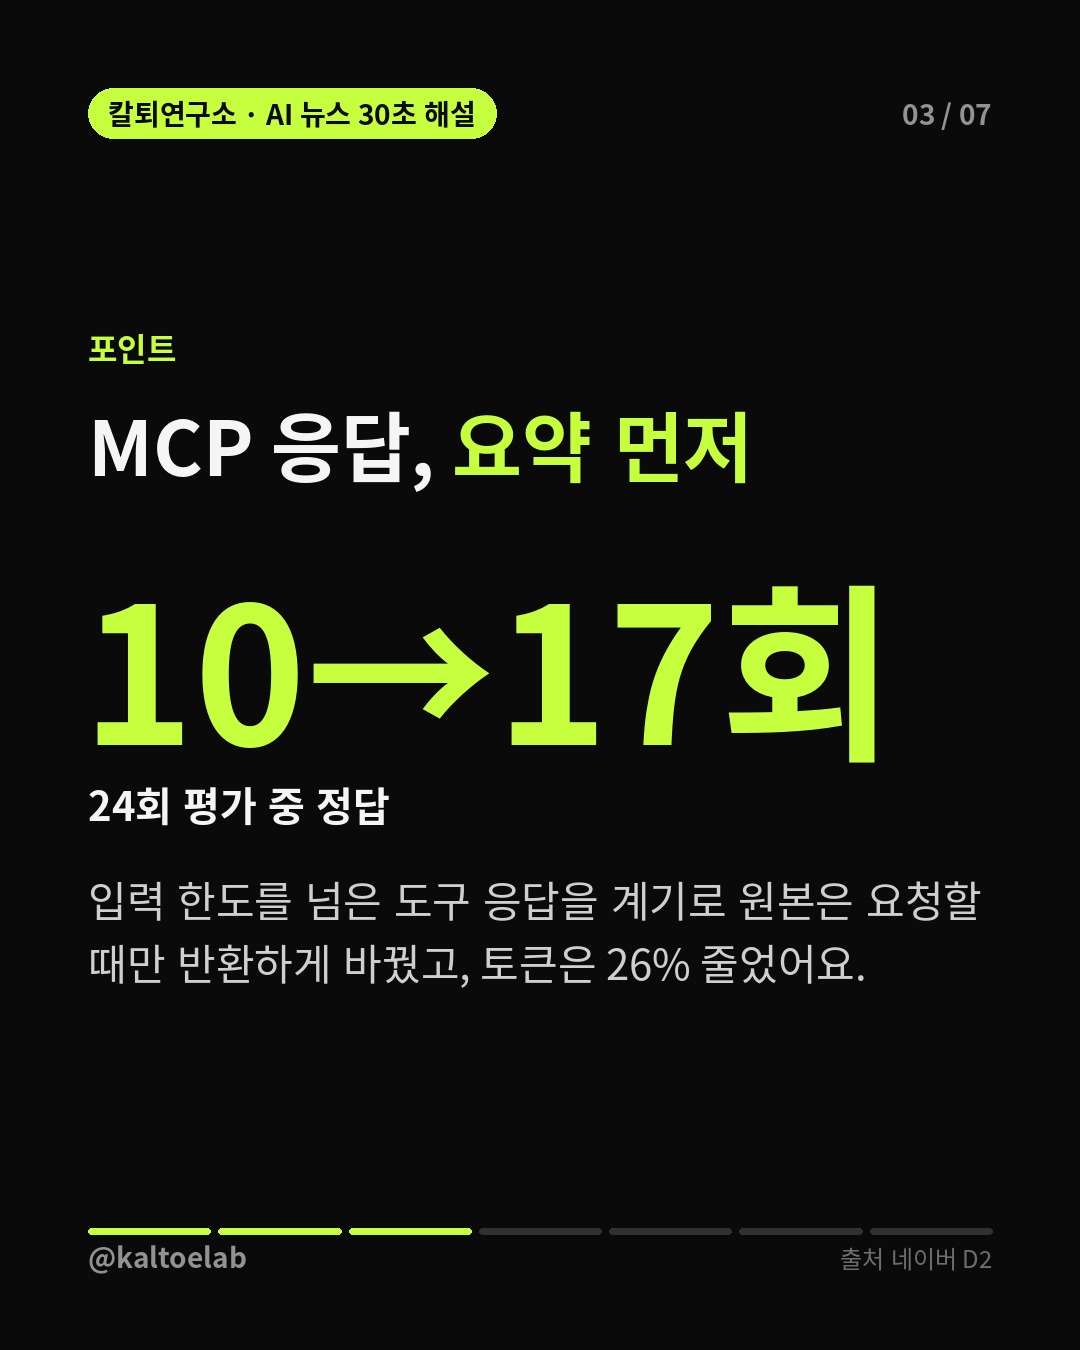 칼퇴연구소 · AI 뉴스 30초 해설
03 / 07
포인트
MCP 응답, 요약 먼저
10→17회
24회 평가 중 정답
입력 한도를 넘은 도구 응답을 계기로 원본은 요청할
때만 반환하게 바꿨고, 토큰은 26% 줄었어요.
@kaltoelab
출처 네이버 D2